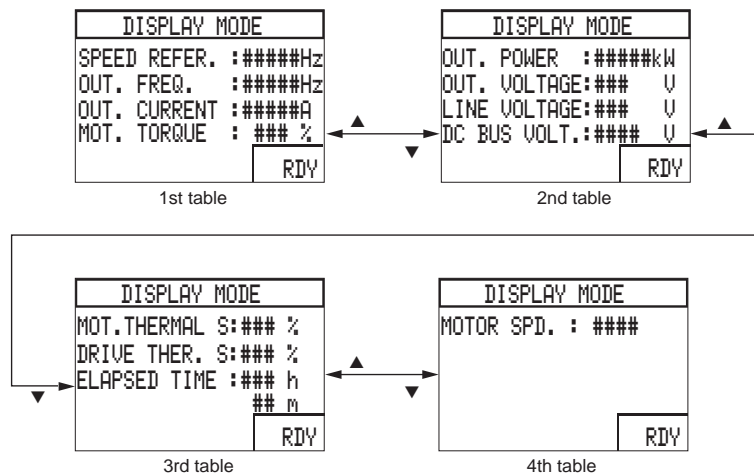 DISPLAY MODE
SPEED REFER. :#####Hz
OUT. FREQ. :#####Hz
OUT. CURRENT :#####A
MOT. TORQUE : ### %
RDY
1st table
▲
▼
DISPLAY MODE
OUT. POWER :#####kW
OUT. VOLTAGE:### V
LINE VOLTAGE:### V
DC BUS VOLT.:#### V
RDY
2nd table
▲
▼
DISPLAY MODE
MOT.THERMAL S:### %
DRIVE THER. S:### %
ELAPSED TIME :### h
## m
RDY
3rd table
▲
▼
DISPLAY MODE
MOTOR SPD. : ####
RDY
4th table